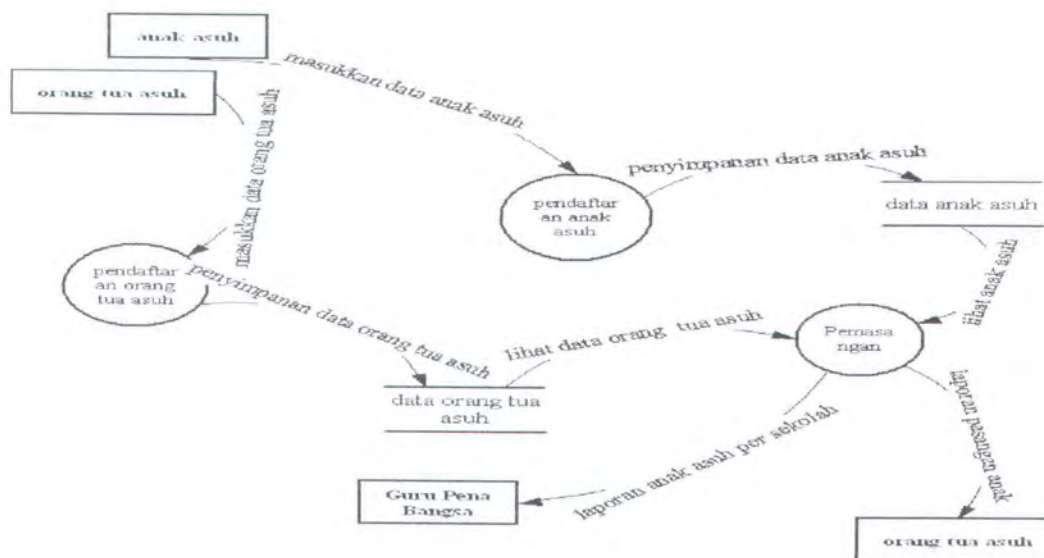 anak asuh
orang tua asuh
masukkan data anak asuh
masukkan data orang tua asuh
pendaftar
an anak
asuh
penyimpanan data anak asuh
data anak asuh
pendaftar
an orang
tua asuh
penyimpanan data orang tua asuh
lihat data orang tua asuh
lihat anak asuh
Pemasa
ngan
data orang tua
asuh
laporan anak asuh per sekolah
laporan pasangan anak
Guru Pena
Bangsa
orang tua asuh